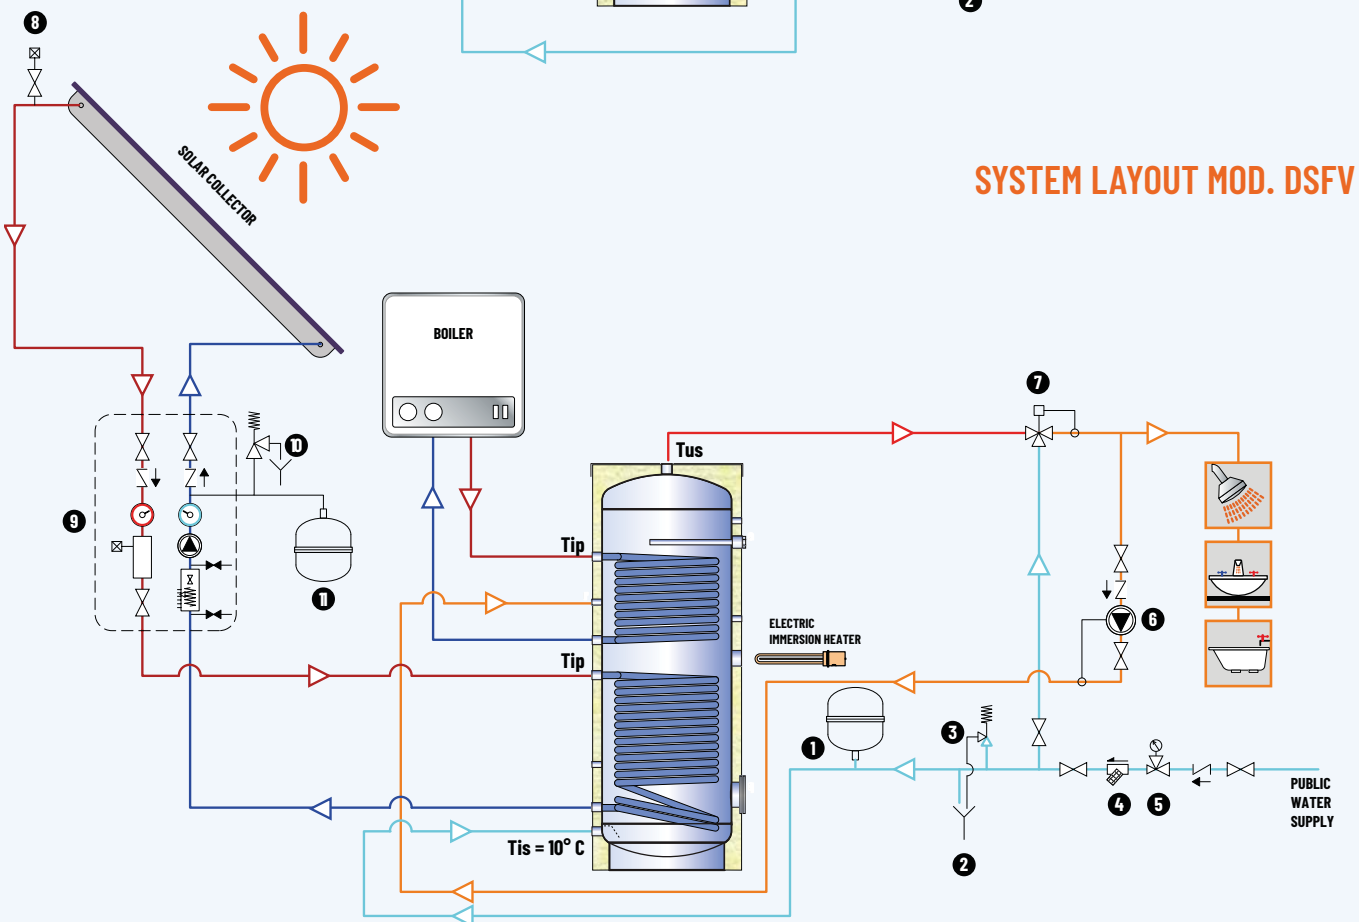 2
8
SOLAR COLLECTOR
SYSTEM LAYOUT MOD. DSFV
BOILER
7
10
Tus
9
Tip
11
6
ELECTRIC
IMMERSION HEATER
Tip
1
3
4
5
PUBLIC
WATER
SUPPLY
Tis = 10° C
2